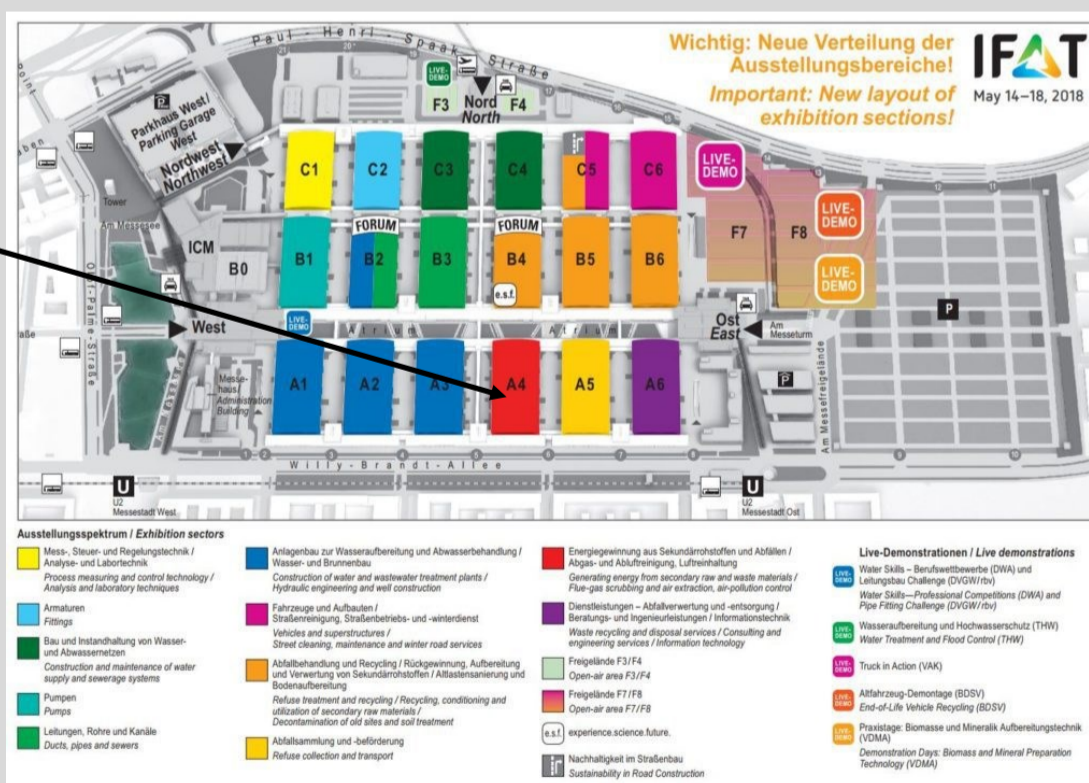 Wichtig: Neue Verteilung der
Ausstellungsbereiche!
Important: New layout of
exhibition sections!
IFAT
May 14–18, 2018
Paul-Henri-Spaak-Straße
LIVE-DEMO
F3
Nord
North
F4
Parkhaus West /
Parking Garage
West
Nordwest
Northwest
Tower
Am Messesee
ICM
B0
C1
C2
C3
C4
C5
C6
LIVE-DEMO
FORUM
FORUM
B1
B2
B3
B4
B5
B6
e.s.f.
F7
F8
LIVE-DEMO
LIVE-DEMO
P
West
LIVE-DEMO
Atrium
Atrium
Ost
East
Am
Messeturm
Olof-Palme-Straße
Messe-
haus /
Administration
Building
A1
A2
A3
A4
A5
A6
Am Messefreigelände
Willy-Brandt-Allee
U
U2
Messestadt West
U
U2
Messestadt Ost
Ausstellungsspektrum / Exhibition sectors
Mess-, Steuer- und Regelungstechnik /
Analyse- und Labortechnik
Process measuring and control technology /
Analysis and laboratory techniques
Armaturen
Fittings
Bau und Instandhaltung von Wasser-
und Abwassernetzen
Construction and maintenance of water
supply and sewerage systems
Pumpen
Pumps
Leitungen, Rohre und Kanäle
Ducts, pipes and sewers
Anlagenbau zur Wasseraufbereitung und Abwasserbehandlung /
Wasser- und Brunnenbau
Construction of water and wastewater treatment plants /
Hydraulic engineering and well construction
Fahrzeuge und Aufbauten /
Straßenreinigung, Straßenbetriebs- und -winterdienst
Vehicles and superstructures /
Street cleaning, maintenance and winter road services
Abfallbehandlung und Recycling / Rückgewinnung, Aufbereitung
und Verwertung von Sekundärrohstoffen / Altlastensanierung und
Bodenaufbereitung
Refuse treatment and recycling / Recycling, conditioning and
utilization of secondary raw materials /
Decontamination of old sites and soil treatment
Abfallsammlung und -beförderung
Refuse collection and transport
Energiegewinnung aus Sekundärrohstoffen und Abfällen /
Abgas- und Abluftreinigung, Luftreinhaltung
Generating energy from secondary raw and waste materials /
Flue-gas scrubbing and air extraction, air-pollution control
Dienstleistungen – Abfallverwertung und -entsorgung /
Beratungs- und Ingenieurleistungen / Informationstechnik
Waste recycling and disposal services / Consulting and
engineering services / Information technology
Freigelände F3/F4
Open-air area F3/F4
Freigelände F7/F8
Open-air area F7/F8
e.s.f. experience.science.future.
Nachhaltigkeit im Straßenbau
Sustainability in Road Construction
Live-Demonstrationen / Live demonstrations
LIVE-DEMO
Water Skills – Berufswettbewerbe (DWA) und
Leitungsbau Challenge (DVGW/rbv)
Water Skills—Professional Competitions (DWA) and
Pipe Fitting Challenge (DVGW/rbv)
LIVE-DEMO
Wasseraufbereitung und Hochwasserschutz (THW)
Water Treatment and Flood Control (THW)
LIVE-DEMO
Truck in Action (VAK)
LIVE-DEMO
Altfahrzeug-Demontage (BDSV)
End-of-Life Vehicle Recycling (BDSV)
LIVE-DEMO
Praxistage: Biomasse und Mineralik Aufbereitungstechnik
(VDMA)
Demonstration Days: Biomass and Mineral Preparation
Technology (VDMA)